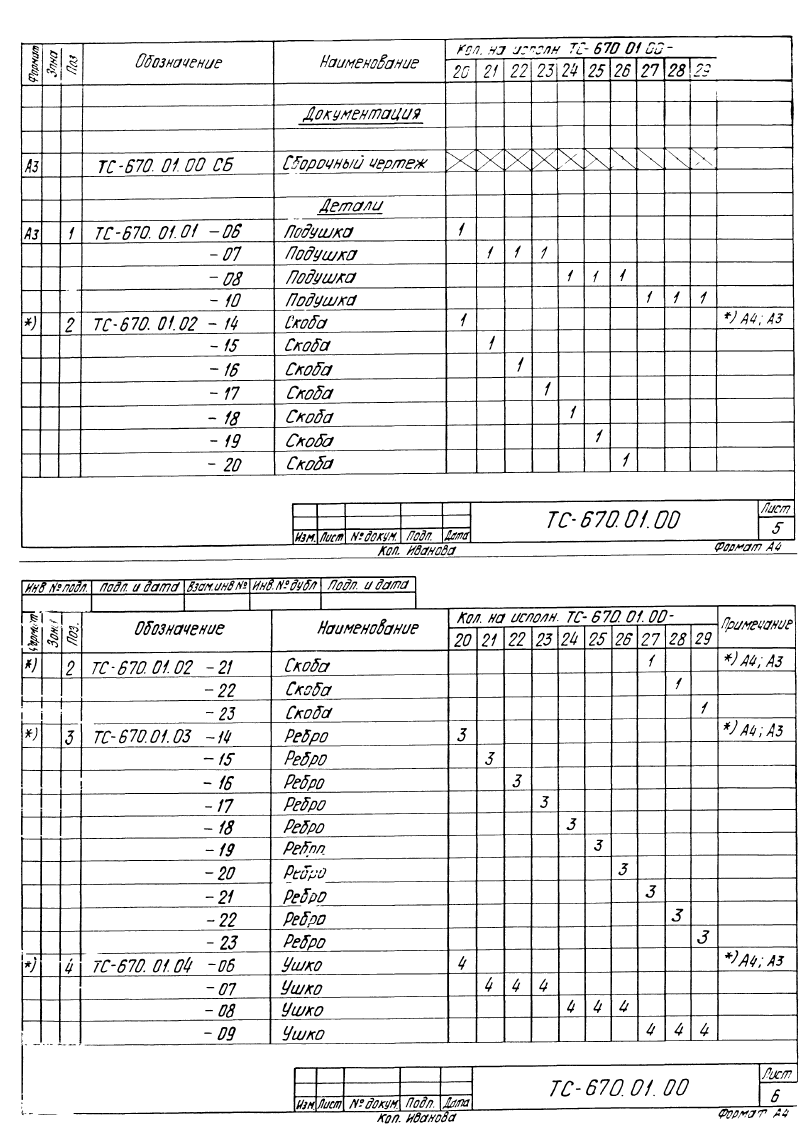 Формат Зона Поз Обозначение Наименование Кол. на исполн. ТС-670.01.00-
20 21 22 23 24 25 26 27 28 29
Документация
А3 ТС-670.01.00 СБ Сборочный чертеж
Детали
А3 1 ТС-670.01.01 -06 Подушка 1
-07 Подушка 1 1 1
-08 Подушка 1 1 1
-10 Подушка 1 1 1
*) 2 ТС-670.01.02 -14 Скоба 1 *) А4; А3
-15 Скоба 1
-16 Скоба 1
-17 Скоба 1
-18 Скоба 1
-19 Скоба 1
-20 Скоба 1
ТС-670.01.00 Лист 5
Изм. Лист № докум. Подп. Дата
Коп. Иванова Формат А4
Инв № подл. Подп. и дата Взам.инв № Инв. № дубл Подп. и дата
Формат Поз. Обозначение Наименование Кол. на исполн. ТС-670.01.00- Примечание
20 21 22 23 24 25 26 27 28 29
*) 2 ТС-670.01.02 -21 Скоба 1 *) А4; А3
-22 Скоба 1
-23 Скоба 1
*) 3 ТС-670.01.03 -14 Ребро 3 *) А4; А3
-15 Ребро 3
-16 Ребро 3
-17 Ребро 3
-18 Ребро 3
-19 Ребро 3
-20 Ребро 3
-21 Ребро 3
-22 Ребро 3
-23 Ребро 3
*) 4 ТС-670.01.04 -06 Ушко 4 *) А4; А3
-07 Ушко 4 4 4
-08 Ушко 4 4 4
-09 Ушко 4 4 4
ТС-670.01.00 Лист 6
Изм. Лист № докум. Подп. Дата
Коп. Иванова Формат А4